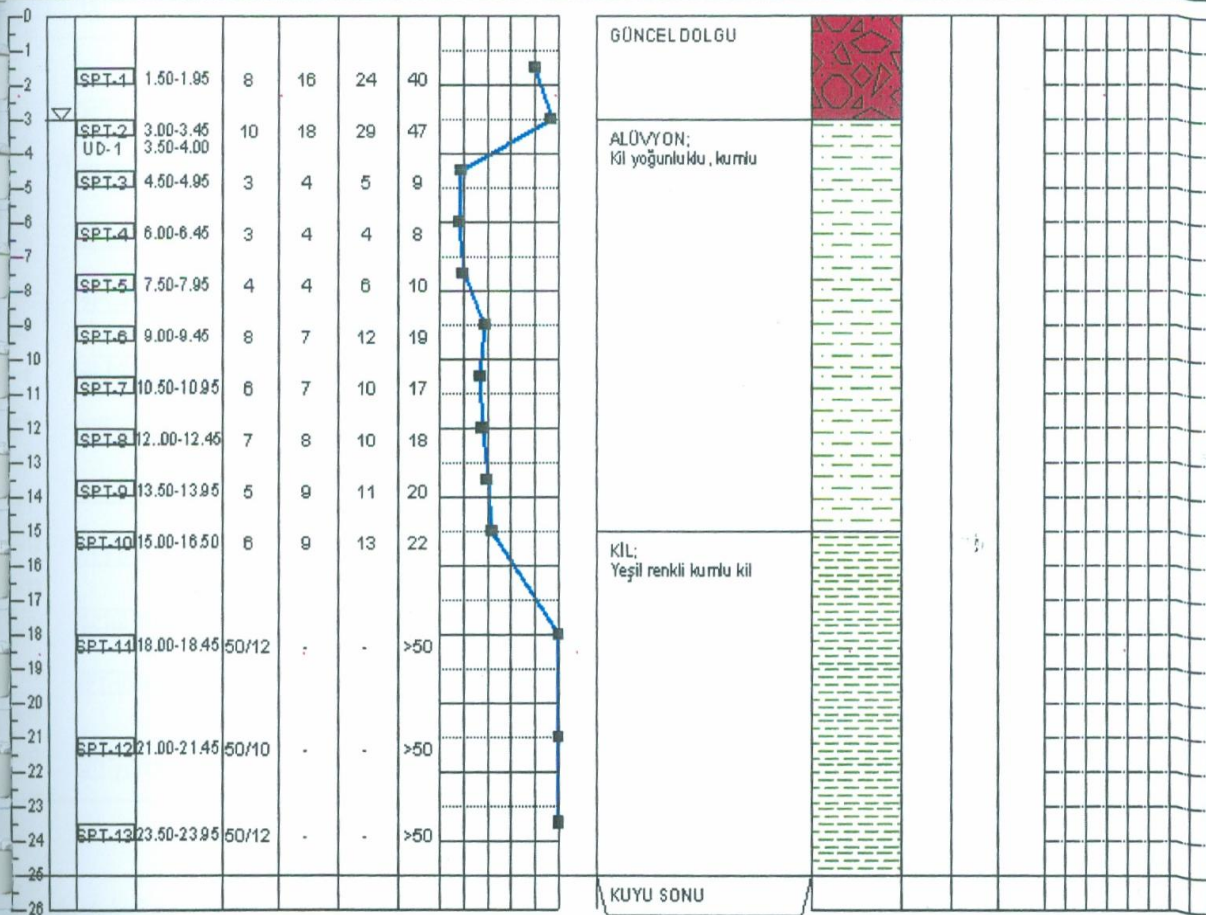 0
GÜNCEL DOLGU
1
SPT-1 1.50-1.95 8 16 24 40
2
3
SPT-2 3.00-3.45 10 18 29 47
UD-1 3.50-4.00
ALÜVYON;
Kil yoğunluklu, kumlu
4
SPT-3 4.50-4.95 3 4 5 9
5
6
SPT-4 6.00-6.45 3 4 4 8
7
SPT-5 7.50-7.95 4 4 6 10
8
9
SPT-6 9.00-9.45 8 7 12 19
10
SPT-7 10.50-10.95 6 7 10 17
11
12
SPT-8 12..00-12.45 7 8 10 18
13
SPT-9 13.50-13.95 5 9 11 20
14
15
SPT-10 15.00-16.50 6 9 13 22
KİL;
Yeşil renkli kumlu kil
16
17
18
SPT-11 18.00-18.45 50/12 - - >50
19
20
21
SPT-12 21.00-21.45 50/10 - - >50
22
23
SPT-13 23.50-23.95 50/12 - - >50
24
26
KUYU SONU
26